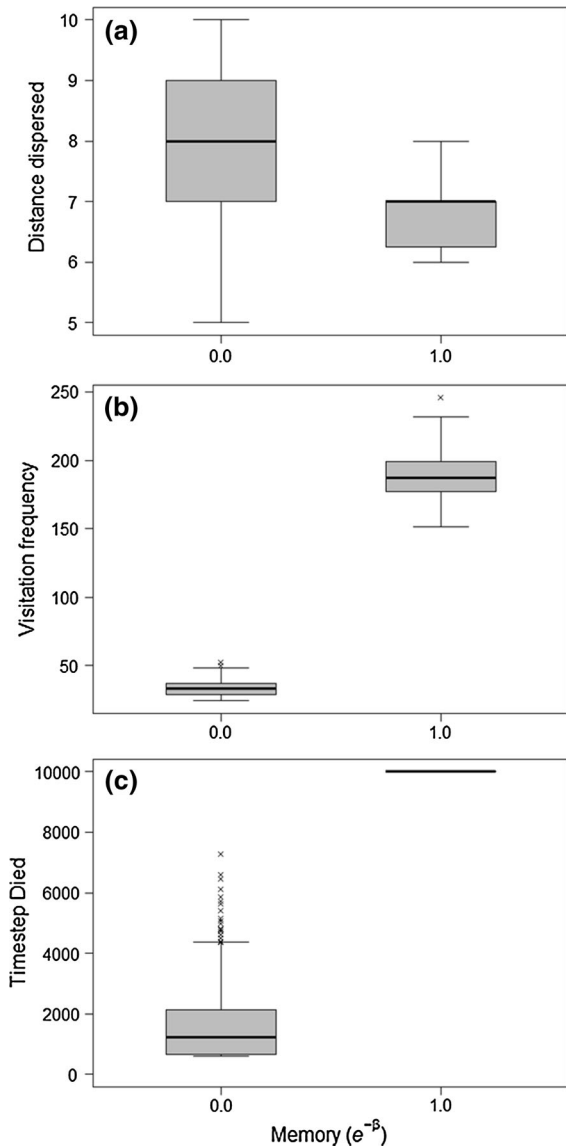 (a)
Distance dispersed
10
9
8
7
6
5
0.0 1.0
(b)
Visitation frequency
250
200
150
100
50
0.0 1.0
(c)
Timestep Died
10000
8000
6000
4000
2000
0
0.0 1.0
Memory (e^{-β})